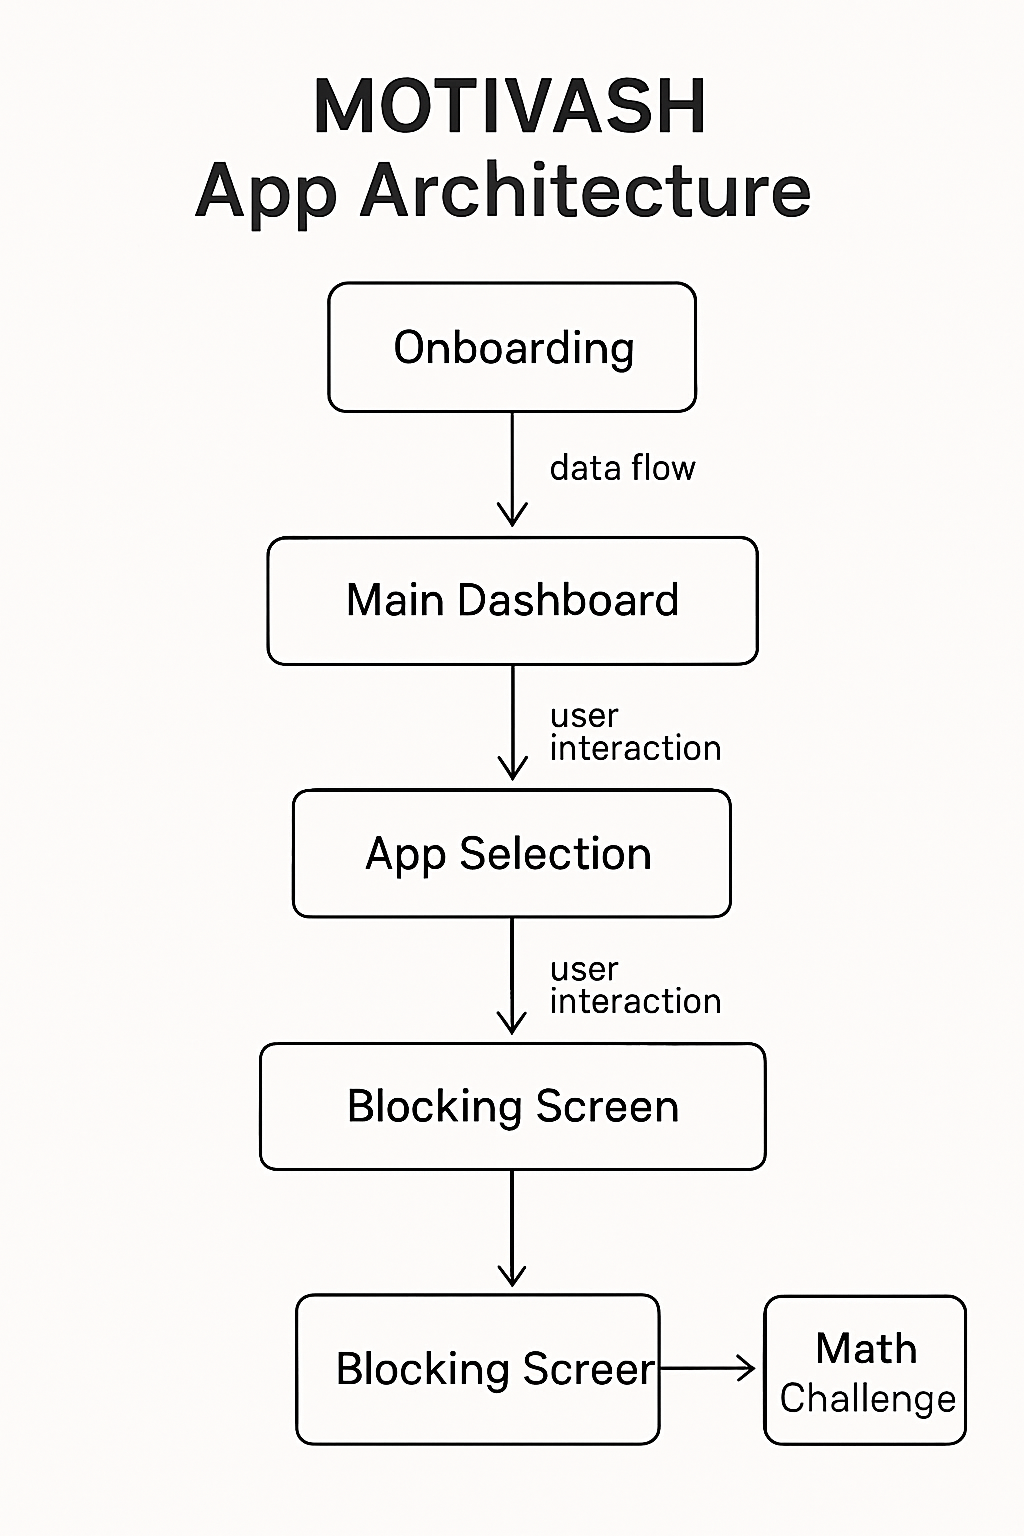 MOTIVASH
App Architecture
Onboarding
data flow
Main Dashboard
user
interaction
App Selection
user
interaction
Blocking Screen
Blocking Screer
Math
Challenge